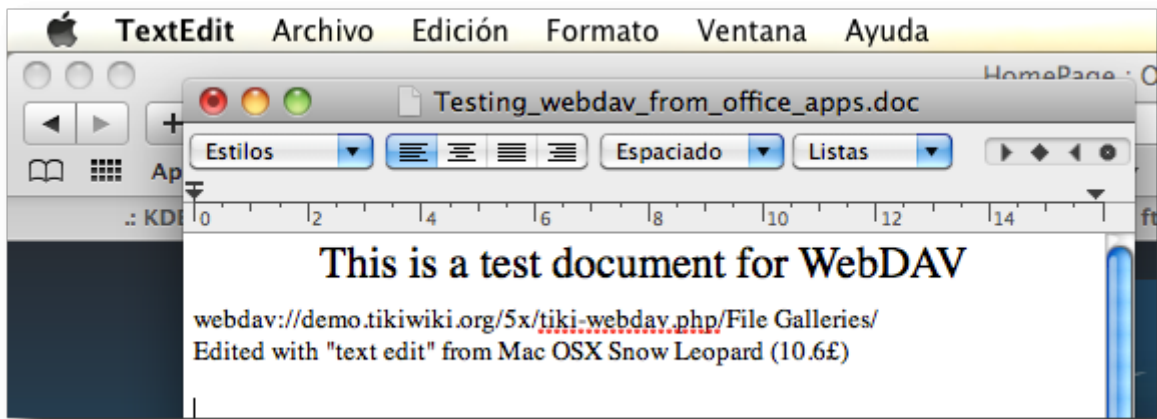 TextEdit Archivo Edición Formato Ventana Ayuda
HomePage : O
Testing_webdav_from_office_apps.doc
Estilos Espaciado Listas
Ap
.: KDE
ft
0 2 4 6 8 10 12 14
This is a test document for WebDAV
webdav://demo.tikiwiki.org/5x/tiki-webdav.php/File Galleries/
Edited with "text edit" from Mac OSX Snow Leopard (10.6£)